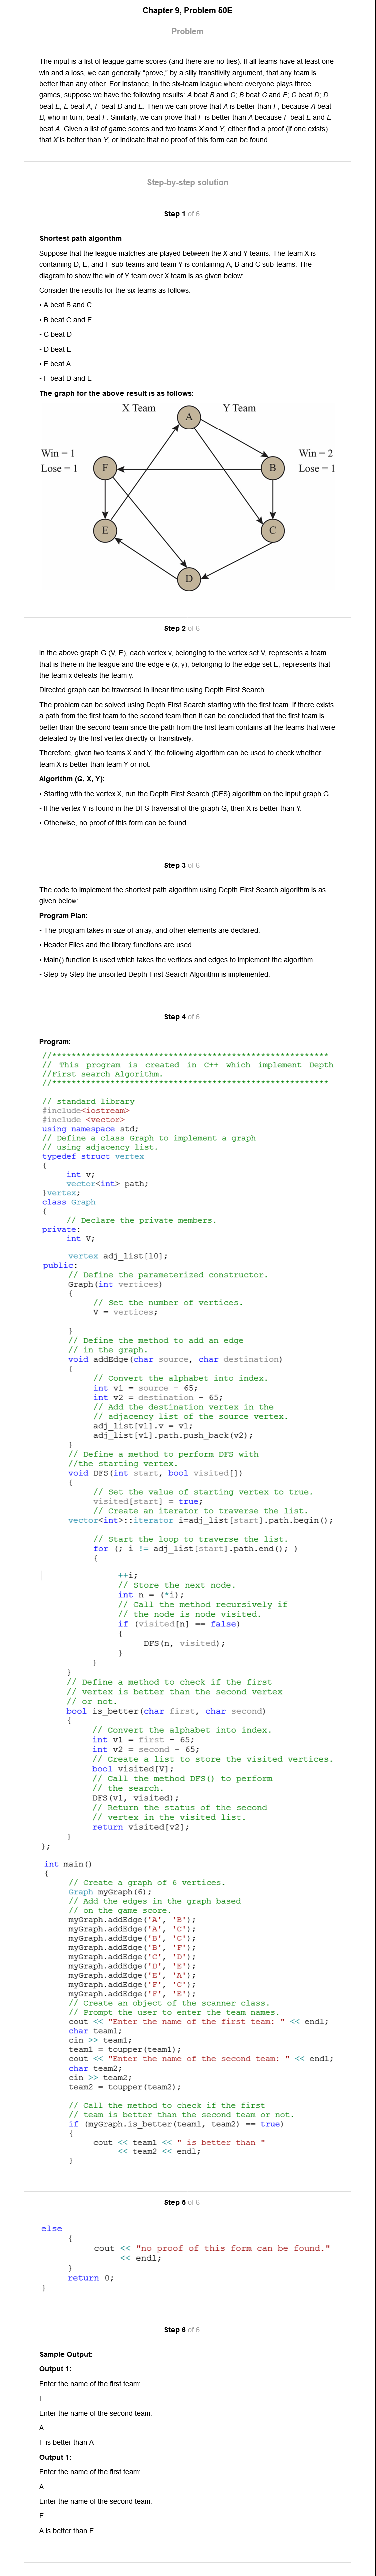 Chapter 9, Problem 50E
Problem
The input is a list of league game scores (and there are no ties). If all teams have at least one
win and a loss, we can generally “prove,” by a silly transitivity argument, that any team is
better than any other. For instance, in the six-team league where everyone plays three
games, suppose we have the following results: A beat B and C; B beat C and F; C beat D; D
beat E; E beat A; F beat D and E. Then we can prove that A is better than F, because A beat
B, who in turn, beat F. Similarly, we can prove that F is better than A because F beat E and E
beat A. Given a list of game scores and two teams X and Y, either find a proof (if one exists)
that X is better than Y, or indicate that no proof of this form can be found.
Step-by-step solution
Step 1 of 6
Shortest path algorithm
Suppose that the league matches are played between the X and Y teams. The team X is
containing D, E, and F sub-teams and team Y is containing A, B and C sub-teams. The
diagram to show the win of Y team over X team is as given below:
Consider the results for the six teams as follows:
• A beat B and C
• B beat C and F
• C beat D
• D beat E
• E beat A
• F beat D and E
The graph for the above result is as follows:
X Team
Y Team
A
Win = 1
Lose = 1
F
B
Win = 2
Lose = 1
E
C
D
Step 2 of 6
In the above graph G (V, E), each vertex v, belonging to the vertex set V, represents a team
that is there in the league and the edge e (x, y), belonging to the edge set E, represents that
the team x defeats the team y.
Directed graph can be traversed in linear time using Depth First Search.
The problem can be solved using Depth First Search starting with the first team. If there exists
a path from the first team to the second team then it can be concluded that the first team is
better than the second team since the path from the first team contains all the teams that were
defeated by the first vertex directly or transitively.
Therefore, given two teams X and Y, the following algorithm can be used to check whether
team X is better than team Y or not.
Algorithm (G, X, Y):
• Starting with the vertex X, run the Depth First Search (DFS) algorithm on the input graph G.
• If the vertex Y is found in the DFS traversal of the graph G, then X is better than Y.
• Otherwise, no proof of this form can be found.
Step 3 of 6
The code to implement the shortest path algorithm using Depth First Search algorithm is as
given below:
Program Plan:
• The program takes in size of array, and other elements are declared.
• Header Files and the library functions are used
• Main() function is used which takes the vertices and edges to implement the algorithm.
• Step by Step the unsorted Depth First Search Algorithm is implemented.
Step 4 of 6
Program:
//*********************************************************
// This program is created in C++ which implement Depth
//First search Algorithm.
//*********************************************************
// standard library
#include<iostream>
#include <vector>
using namespace std;
// Define a class Graph to implement a graph
// using adjacency list.
typedef struct vertex
{
int v;
vector<int> path;
}vertex;
class Graph
{
// Declare the private members.
private:
int V;
vertex adj_list[10];
public:
// Define the parameterized constructor.
Graph(int vertices)
{
// Set the number of vertices.
V = vertices;
}
// Define the method to add an edge
// in the graph.
void addEdge(char source, char destination)
{
// Convert the alphabet into index.
int v1 = source - 65;
int v2 = destination - 65;
// Add the destination vertex in the
// adjacency list of the source vertex.
adj_list[v1].v = v1;
adj_list[v1].path.push_back(v2);
}
// Define a method to perform DFS with
//the starting vertex.
void DFS(int start, bool visited[])
{
// Set the value of starting vertex to true.
visited[start] = true;
// Create an iterator to traverse the list.
vector<int>::iterator i=adj_list[start].path.begin();
// Start the loop to traverse the list.
for (; i != adj_list[start].path.end(); )
{
++i;
// Store the next node.
int n = (*i);
// Call the method recursively if
// the node is node visited.
if (visited[n] == false)
{
DFS(n, visited);
}
}
}
// Define a method to check if the first
// vertex is better than the second vertex
// or not.
bool is_better(char first, char second)
{
// Convert the alphabet into index.
int v1 = first - 65;
int v2 = second - 65;
// Create a list to store the visited vertices.
bool visited[V];
// Call the method DFS() to perform
// the search.
DFS(v1, visited);
// Return the status of the second
// vertex in the visited list.
return visited[v2];
}
};
int main()
{
// Create a graph of 6 vertices.
Graph myGraph(6);
// Add the edges in the graph based
// on the game score.
myGraph.addEdge('A', 'B');
myGraph.addEdge('A', 'C');
myGraph.addEdge('B', 'C');
myGraph.addEdge('B', 'F');
myGraph.addEdge('C', 'D');
myGraph.addEdge('D', 'E');
myGraph.addEdge('E', 'A');
myGraph.addEdge('F', 'C');
myGraph.addEdge('F', 'E');
// Create an object of the scanner class.
// Prompt the user to enter the team names.
cout << "Enter the name of the first team: " << endl;
char team1;
cin >> team1;
team1 = toupper(team1);
cout << "Enter the name of the second team: " << endl;
char team2;
cin >> team2;
team2 = toupper(team2);
// Call the method to check if the first
// team is better than the second team or not.
if (myGraph.is_better(team1, team2) == true)
{
cout << team1 << " is better than "
<< team2 << endl;
}
Step 5 of 6
else
{
cout << "no proof of this form can be found."
<< endl;
}
return 0;
}
Step 6 of 6
Sample Output:
Output 1:
Enter the name of the first team:
F
Enter the name of the second team:
A
F is better than A
Output 1:
Enter the name of the first team:
A
Enter the name of the second team:
F
A is better than F